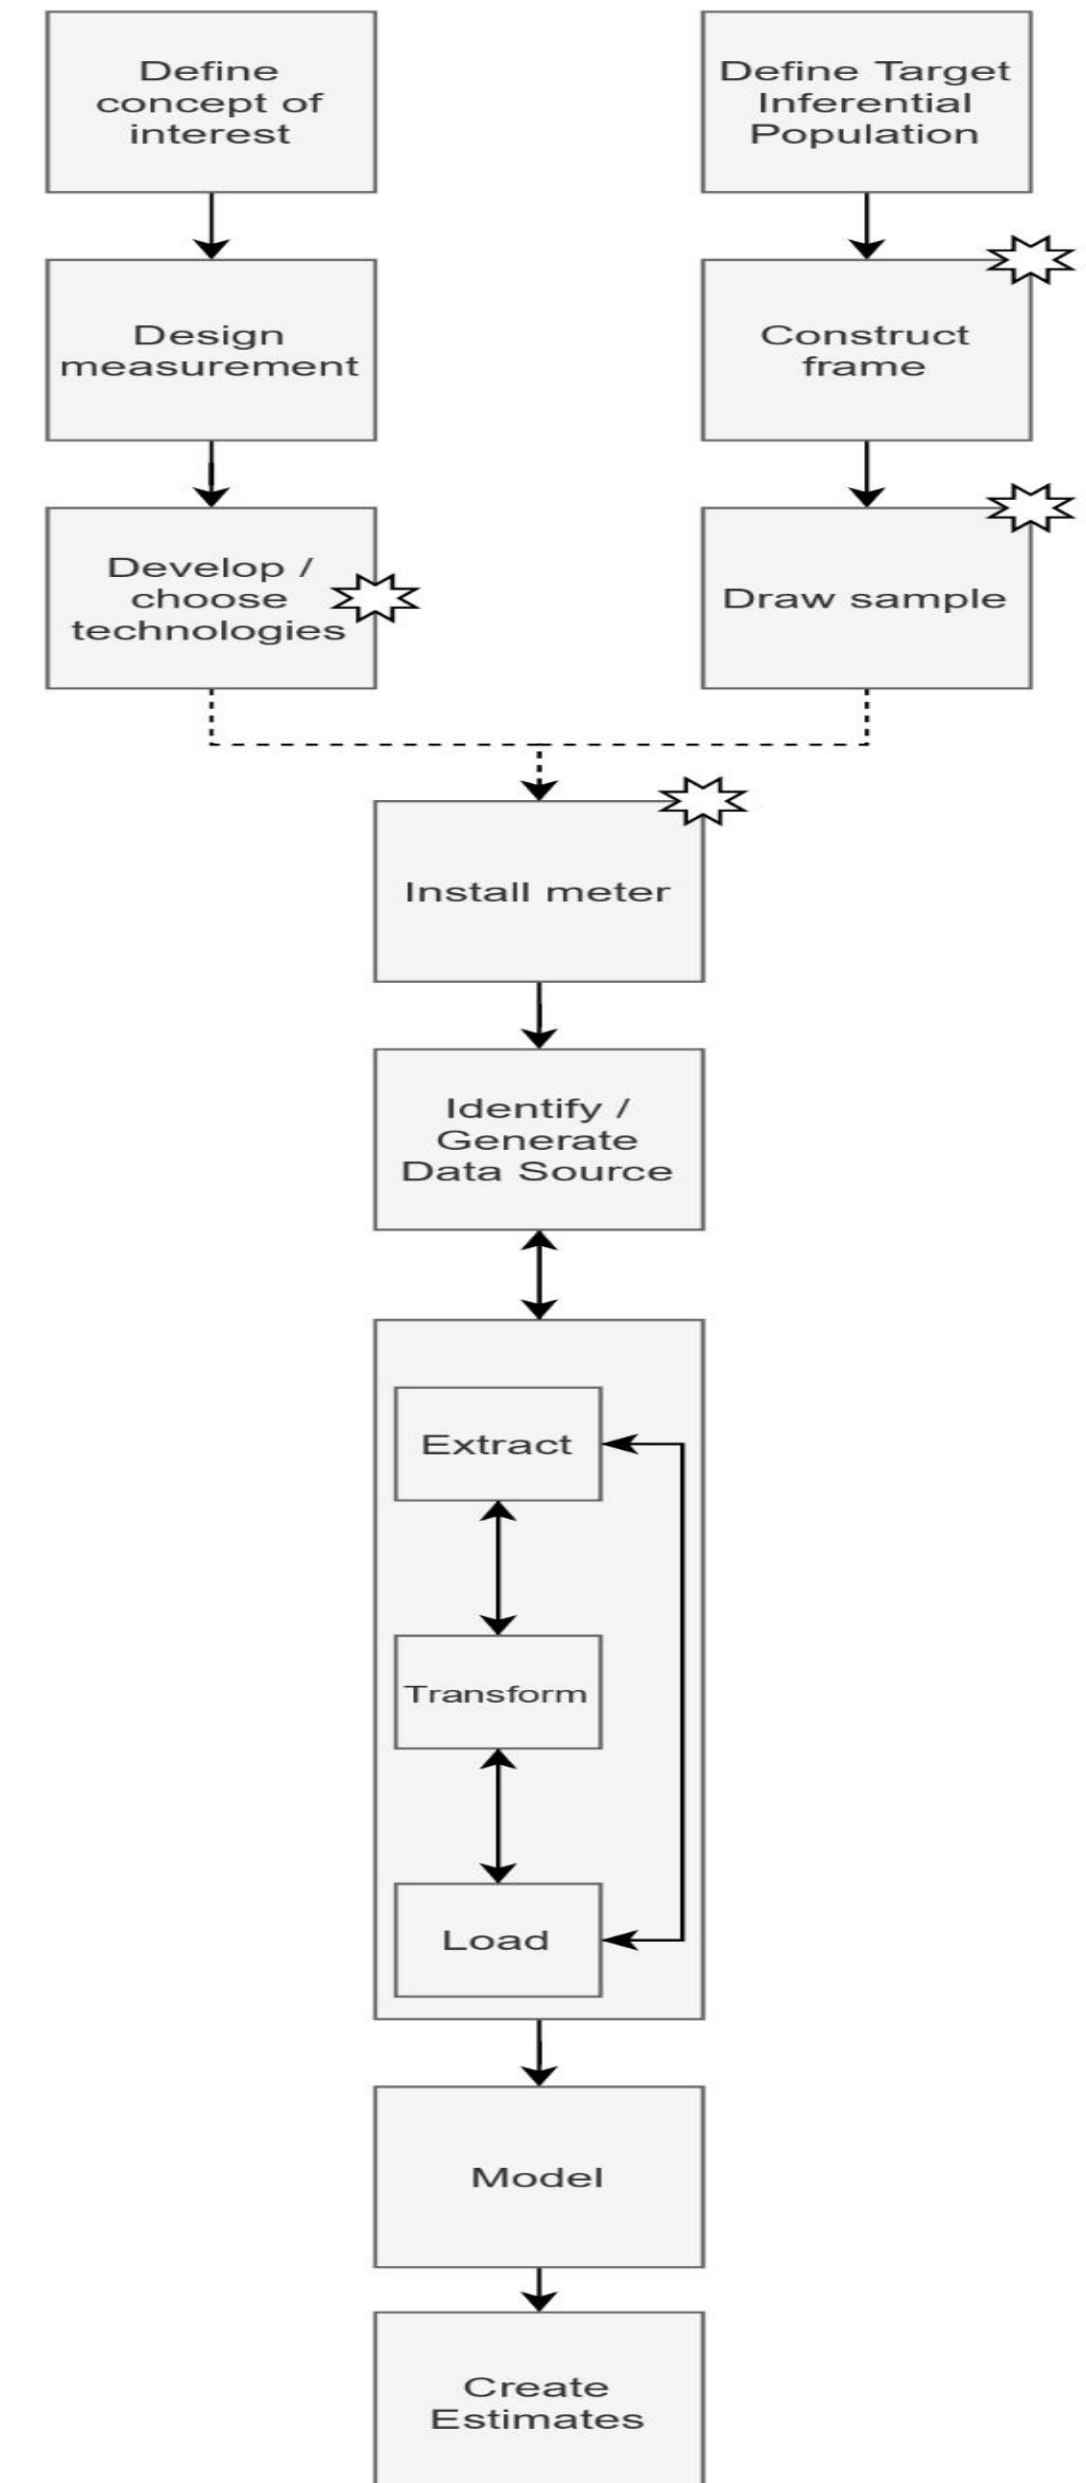 Define
concept of
interest
Define Target
Inferential
Population
Design
measurement
Construct
frame
Develop /
choose
technologies
Draw sample
Install meter
Identify /
Generate
Data Source
Extract
Transform
Load
Model
Create
Estimates